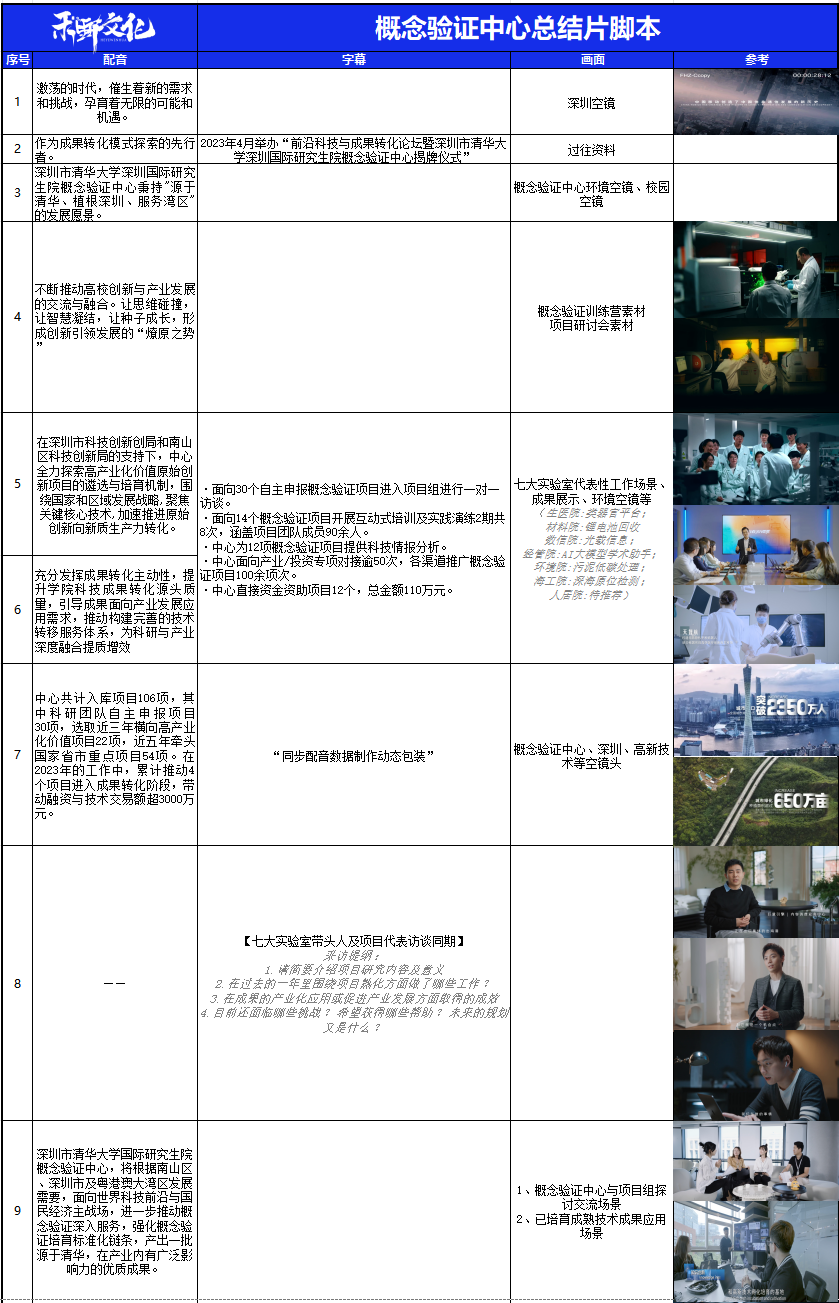 禾野文化
概念验证中心总结片脚本
序号 配音 字幕 画面 参考
1
激荡的时代，催生着新的需求
和挑战，孕育着无限的可能和
机遇。
深圳空镜
FHZ-Copy
00:00:28:12
2
作为成果转化模式探索的先行
者。
2023年4月举办“前沿科技与成果转化论坛暨深圳市清华大
学深圳国际研究生院概念验证中心揭牌仪式”
过往资料
3
深圳市清华大学深圳国际研究
生院概念验证中心秉持"源于
清华、植根深圳、服务湾区"
的发展愿景。
概念验证中心环境空镜、校园
空镜
4
不断推动高校创新与产业发展
的交流与融合。让思维碰撞，
让智慧凝结，让种子成长，形
成创新引领发展的“燎原之势
”
概念验证训练营素材
项目研讨会素材
5
在深圳市科技创新创局和南山
区科技创新局的支持下，中心
全力探索高产业化价值原始创
新项目的遴选与培育机制，围
绕国家和区域发展战略,聚焦
关键核心技术,加速推进原始
创新向新质生产力转化。
·面向30个自主申报概念验证项目进入项目组进行一对一
访谈。
·面向14个概念验证项目开展互动式培训及实践演练2期共
8次，涵盖项目团队成员90余人。
·中心为12项概念验证项目提供科技情报分析。
·中心面向产业/投资专项对接逾50次，各渠道推广概念验
证项目100余项次。
·中心直接资金资助项目12个，总金额110万元。
七大实验室代表性工作场景、
成果展示、环境空镜等
（生医院:类器官平台；
材料院:锂电池回收
数信院:光载信息；
经管院:AI大模型学术助手；
环境院:污泥低碳处理；
海工院:深海原位检测；
人居院:待推荐）
6
充分发挥成果转化主动性，提
升学院科技成果转化源头质
量，引导成果面向产业发展应
用需求，推动构建完善的技术
转移服务体系，为科研与产业
深度融合提质增效
7
中心共计入库项目106项，其
中科研团队自主申报项目
30项，选取近三年横向高产业
化价值项目22项，近五年牵头
国家省市重点项目54项。在
2023年的工作中，累计推动4
个项目进入成果转化阶段，带
动融资与技术交易额超3000万
元。
“同步配音数据制作动态包装”
概念验证中心、深圳、高新技
术等空镜头
突破2350万人
INCREASE
650万亩
8
——
【七大实验室带头人及项目代表访谈同期】
采访提纲：
1.请简要介绍项目研究内容及意义
2.在过去的一年里围绕项目熟化方面做了哪些工作？
3.在成果的产业化应用或促进产业发展方面取得的成效
4.目前还面临哪些挑战？希望获得哪些帮助？未来的规划
又是什么？
9
深圳市清华大学国际研究生院
概念验证中心，将根据南山区
、深圳市及粤港澳大湾区发展
需要，面向世界科技前沿与国
民经济主战场，进一步推动概
念验证深入服务，强化概念验
证培育标准化链条，产出一批
源于清华，在产业内有广泛影
响力的优质成果。
1、概念验证中心与项目组探
讨交流场景
2、已培育成熟技术成果应用
场景